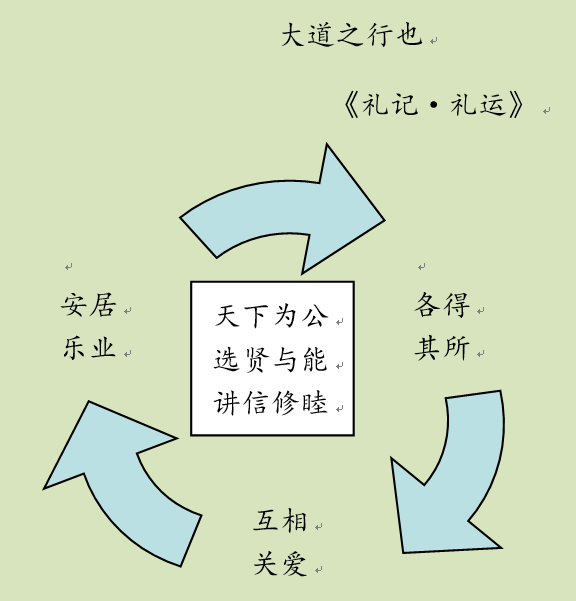 大道之行也
《礼记·礼运》
安居
乐业
天下为公
选贤与能
讲信修睦
各得
其所
互相
关爱